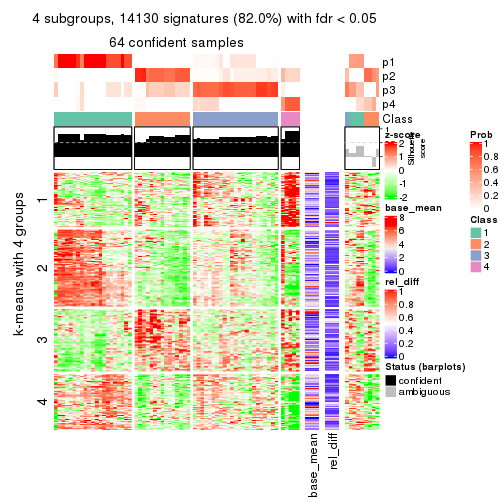 4 subgroups, 14130 signatures (82.0%) with fdr < 0.05
64 confident samples
p1
p2
p3
p4
Class
1
Silhouette
score
z-score
2
1
0
-1
-2
Prob
1
0.8
0.6
0.4
0.2
0
base_mean
8
6
4
2
0
Class
1
2
3
4
rel_diff
1
0.8
0.6
0.4
0.2
0
Status (barplots)
confident
ambiguous
k-means with 4 groups
1
2
3
4
base_mean
rel_diff